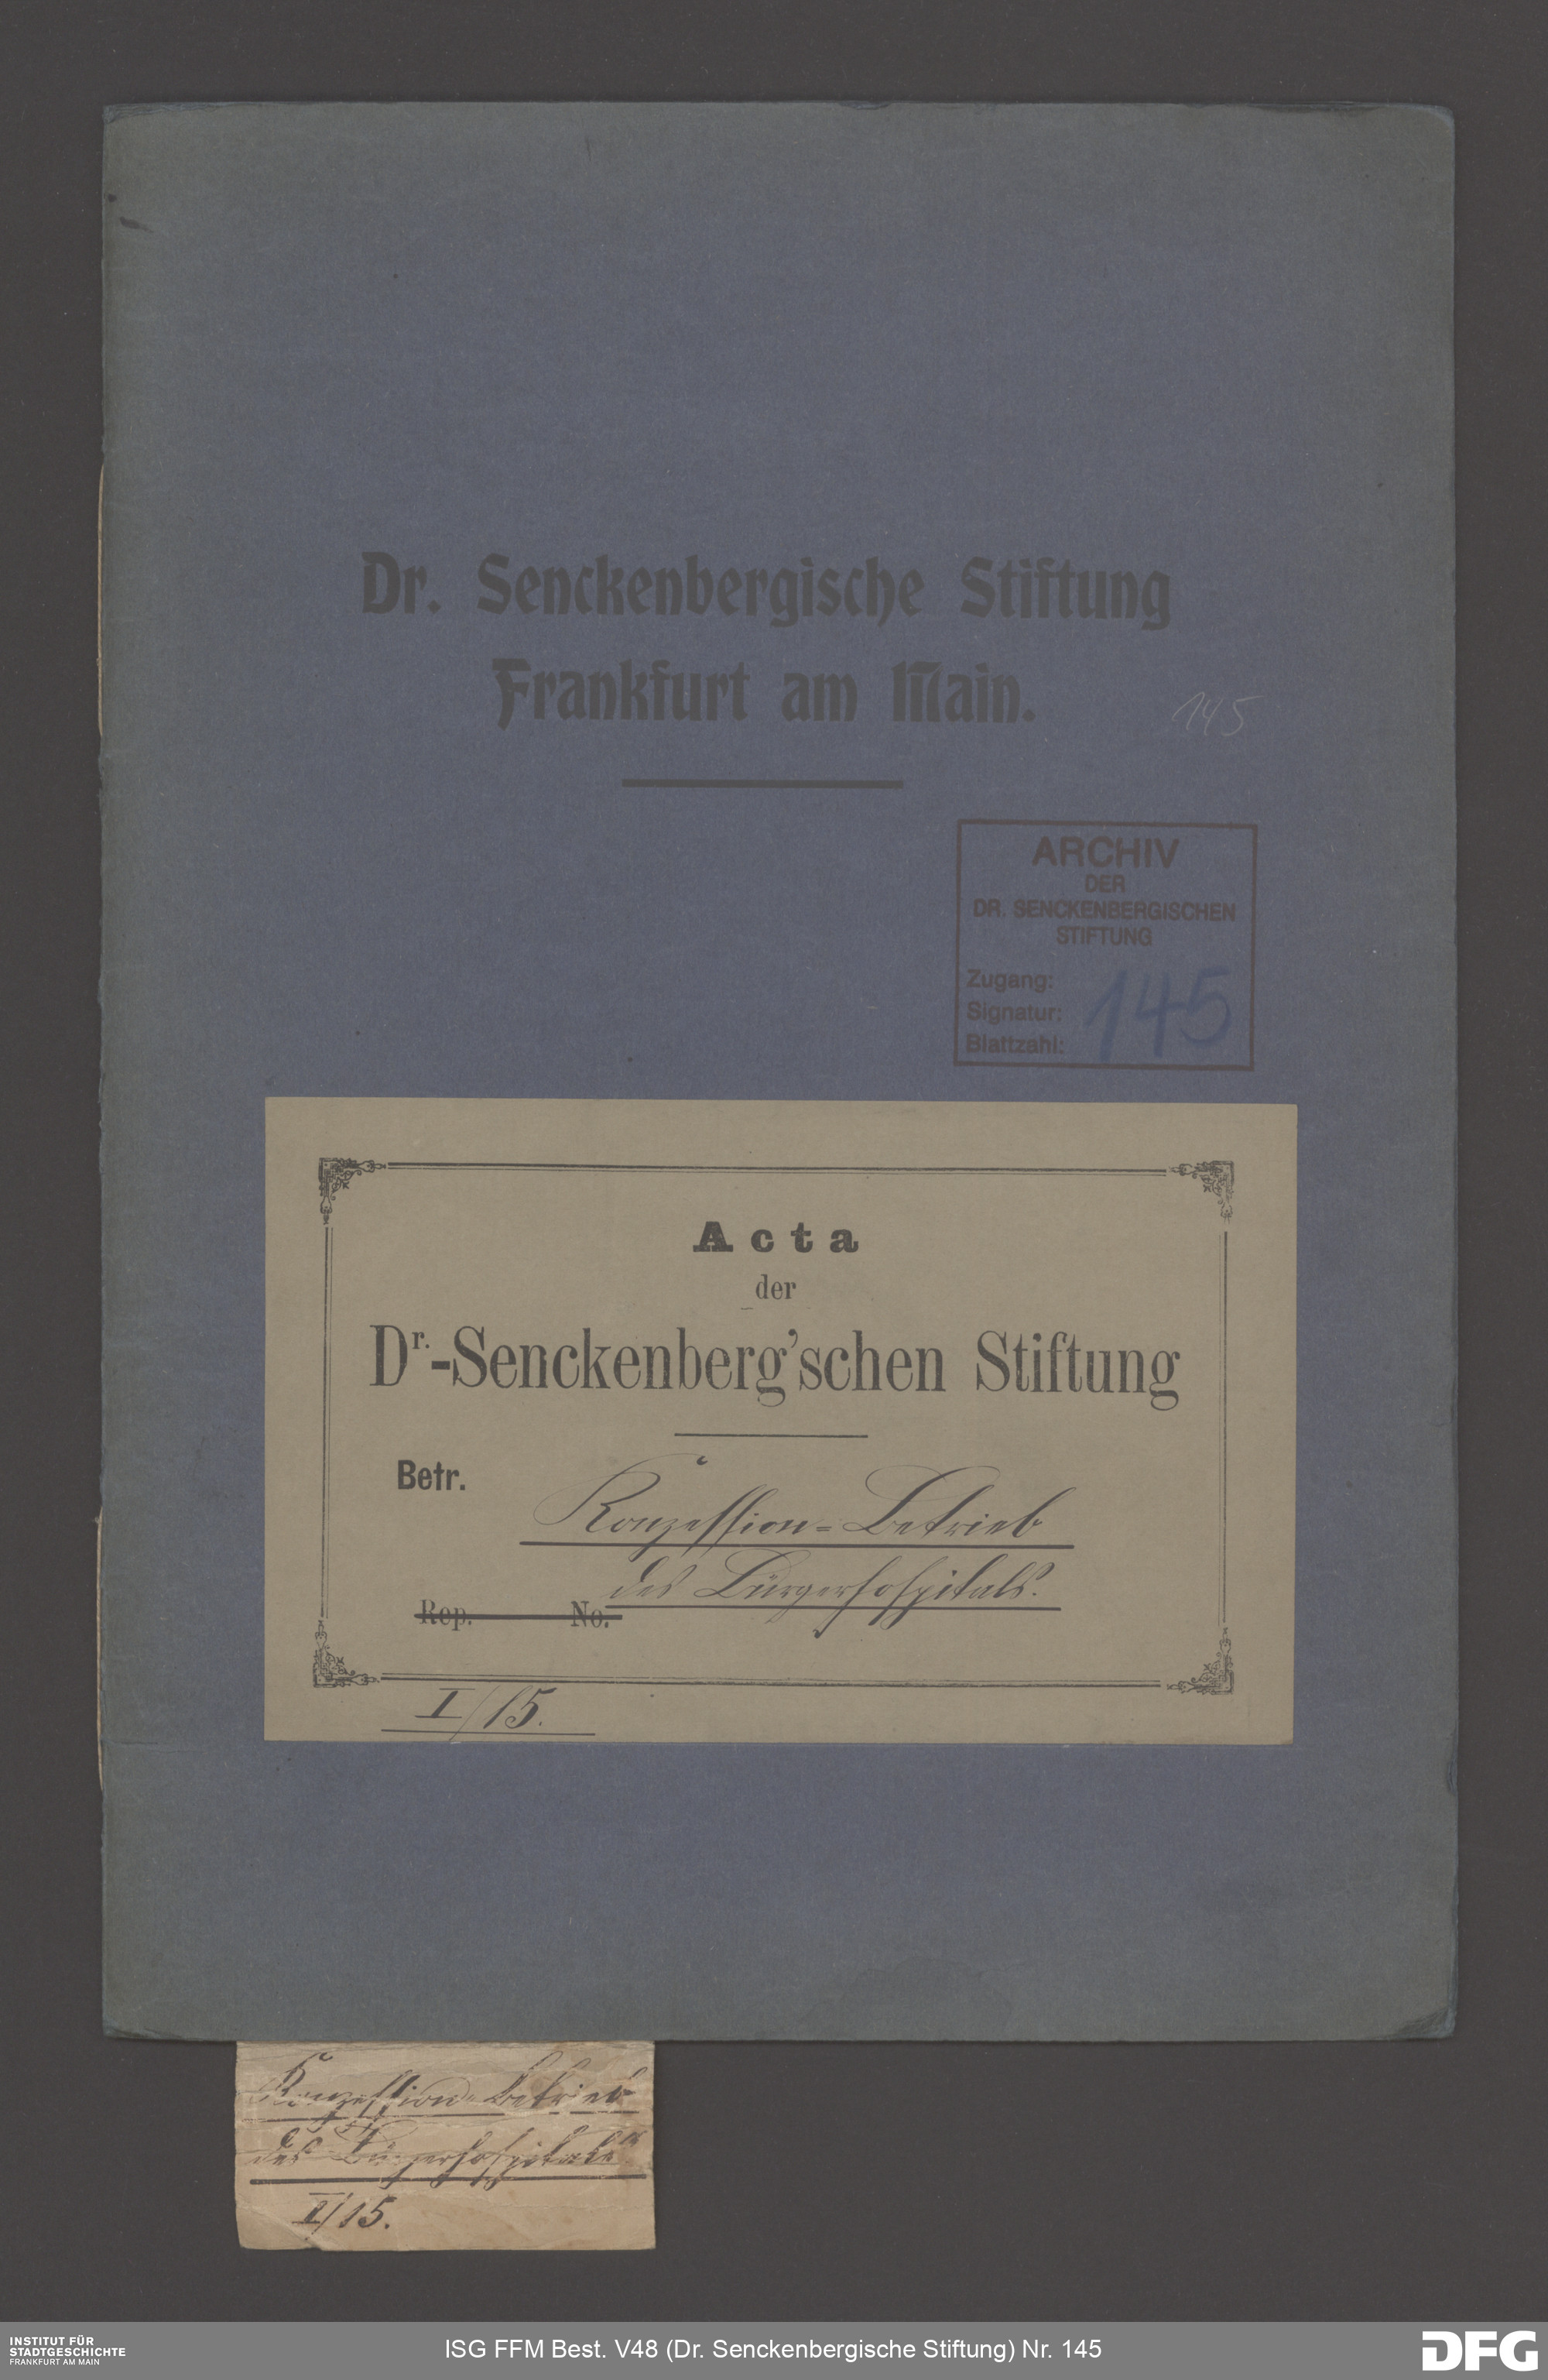 Dr. Senckenbergische Stiftung
Frankfurt am Main.
145
ARCHIV
DER
DR. SENCKENBERGISCHEN
STIFTUNG
Zugang:
Signatur: 145
Blattzahl:
Acta
der
Dr.-Senckenberg'schen Stiftung
Betr.
Konzession=Betrieb
des Bürgerhospitals.
Rep. No.
I/15.
Konzession=Betrieb
des Bürgerhospitals
I/15.
INSTITUT FÜR
STADTGESCHICHTE
FRANKFURT AM MAIN
ISG FFM Best. V48 (Dr. Senckenbergische Stiftung) Nr. 145
DFG